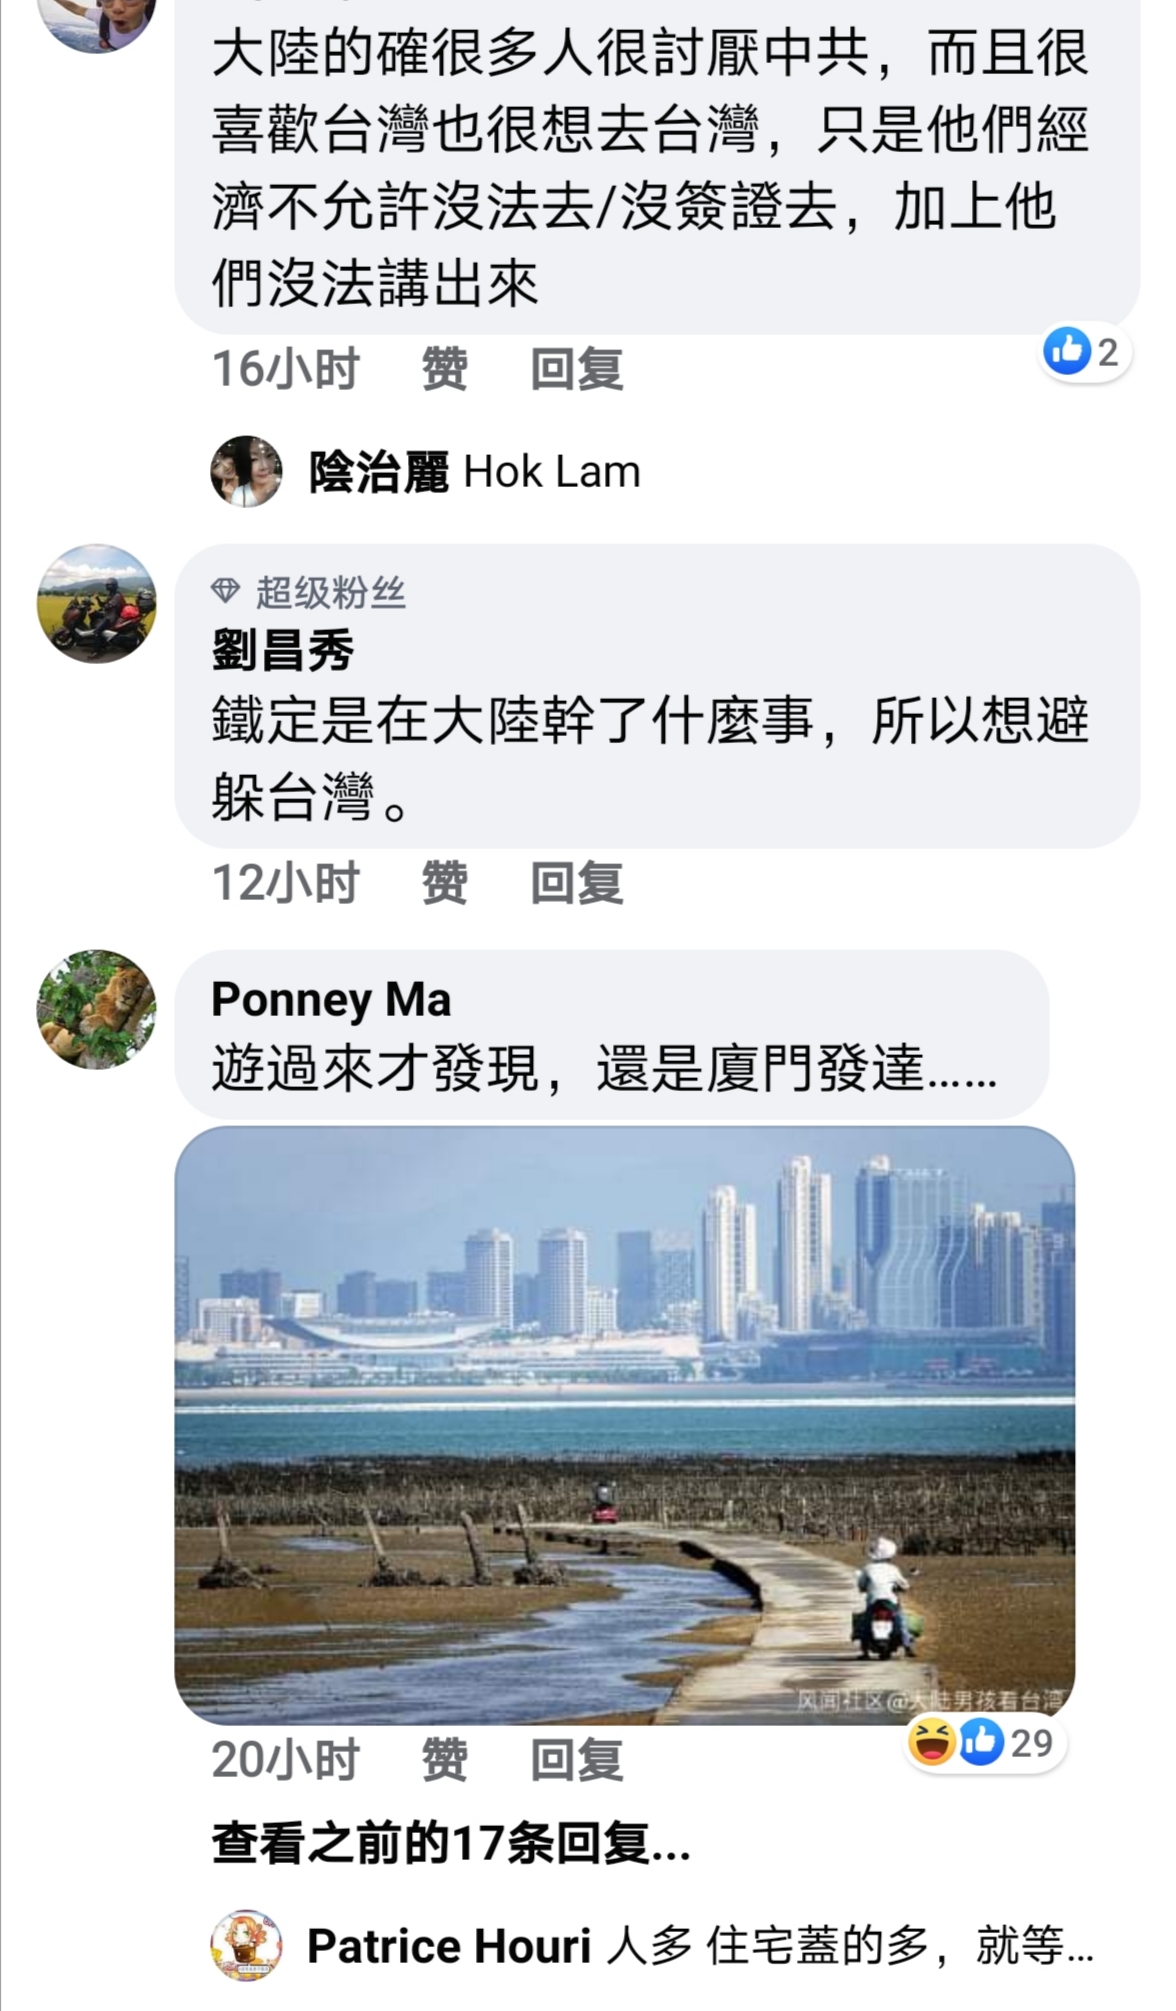 大陸的確很多人很討厭中共，而且很
喜歡台灣也很想去台灣，只是他們經
濟不允許沒法去/沒簽證去，加上他
們沒法講出來
16小时 赞 回复 2
陰治麗 Hok Lam
超级粉丝
劉昌秀
鐵定是在大陸幹了什麼事，所以想避
躲台灣。
12小时 赞 回复
Ponney Ma
遊過來才發現，還是廈門發達……
风闻社区@大陆男孩看台湾
20小时 赞 回复 29
查看之前的17条回复...
Patrice Houri 人多 住宅蓋的多，就等...